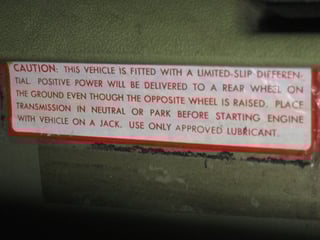 CAUTION: THIS VEHICLE IS FITTED WITH A LIMITED-SLIP DIFFEREN-
TIAL. POSITIVE POWER WILL BE DELIVERED TO A REAR WHEEL ON
THE GROUND EVEN THOUGH THE OPPOSITE WHEEL IS RAISED. PLACE
TRANSMISSION IN NEUTRAL OR PARK BEFORE STARTING ENGINE
WITH VEHICLE ON A JACK. USE ONLY APPROVED LUBRICANT.